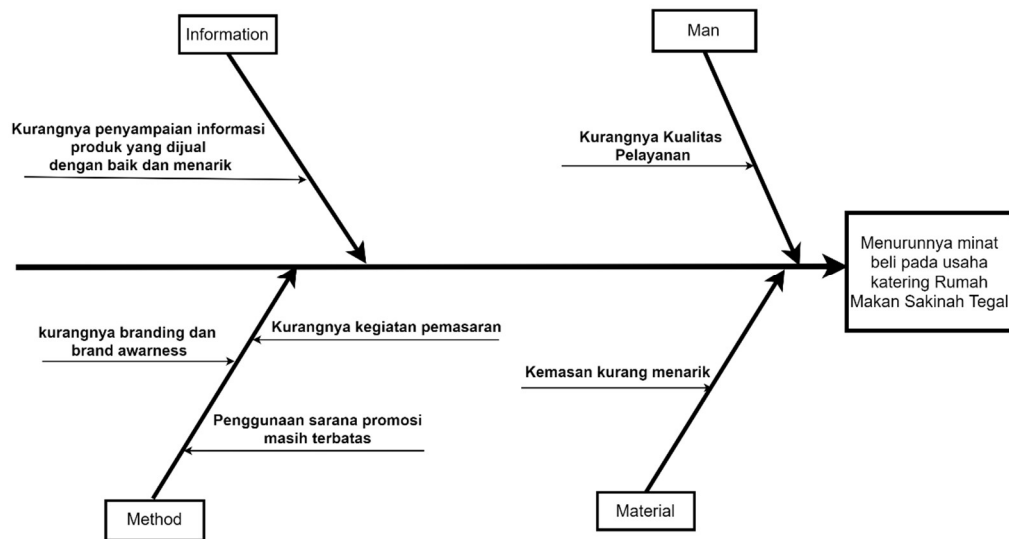 Information
Man
Kurangnya penyampaian informasi
produk yang dijual
dengan baik dan menarik
Kurangnya Kualitas
Pelayanan
Menurunnya minat
beli pada usaha
katering Rumah
Makan Sakinah Tegal
kurangnya branding dan
brand awarness
Kurangnya kegiatan pemasaran
Kemasan kurang menarik
Penggunaan sarana promosi
masih terbatas
Method
Material